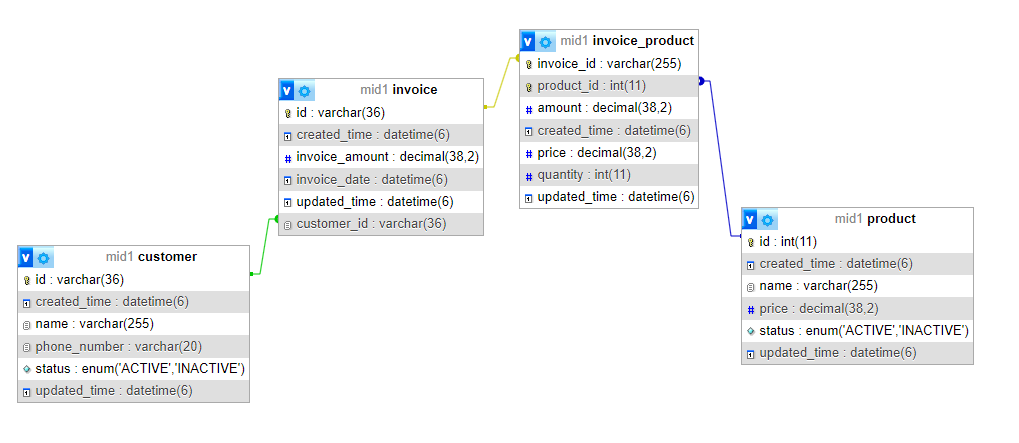 mid1 invoice_product
invoice_id : varchar(255)
product_id : int(11)
amount : decimal(38,2)
created_time : datetime(6)
price : decimal(38,2)
quantity : int(11)
updated_time : datetime(6)
mid1 invoice
id : varchar(36)
created_time : datetime(6)
invoice_amount : decimal(38,2)
invoice_date : datetime(6)
updated_time : datetime(6)
customer_id : varchar(36)
mid1 product
id : int(11)
created_time : datetime(6)
name : varchar(255)
price : decimal(38,2)
status : enum('ACTIVE','INACTIVE')
updated_time : datetime(6)
mid1 customer
id : varchar(36)
created_time : datetime(6)
name : varchar(255)
phone_number : varchar(20)
status : enum('ACTIVE','INACTIVE')
updated_time : datetime(6)